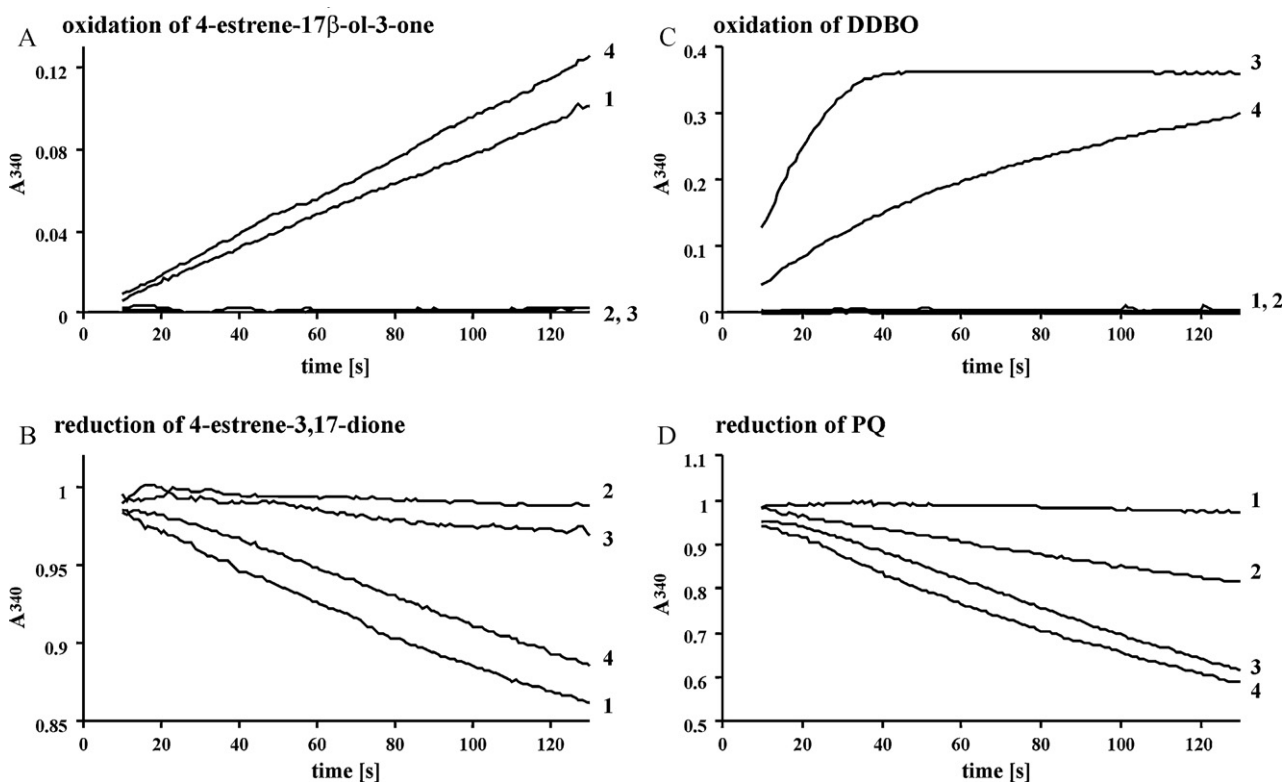 A oxidation of 4-estrene-17β-ol-3-one
0.12
0.08
0.04
0
A340
4
1
2, 3
0 20 40 60 80 100 120
time [s]
C oxidation of DDBO
0.4
0.3
0.2
0.1
0
A340
3
4
1, 2
0 20 40 60 80 100 120
time [s]
B reduction of 4-estrene-3,17-dione
1
0.95
0.9
0.85
A340
2
3
4
1
0 20 40 60 80 100 120
time [s]
D reduction of PQ
1.1
1
0.9
0.8
0.7
0.6
0.5
A340
1
2
3
4
0 20 40 60 80 100 120
time [s]